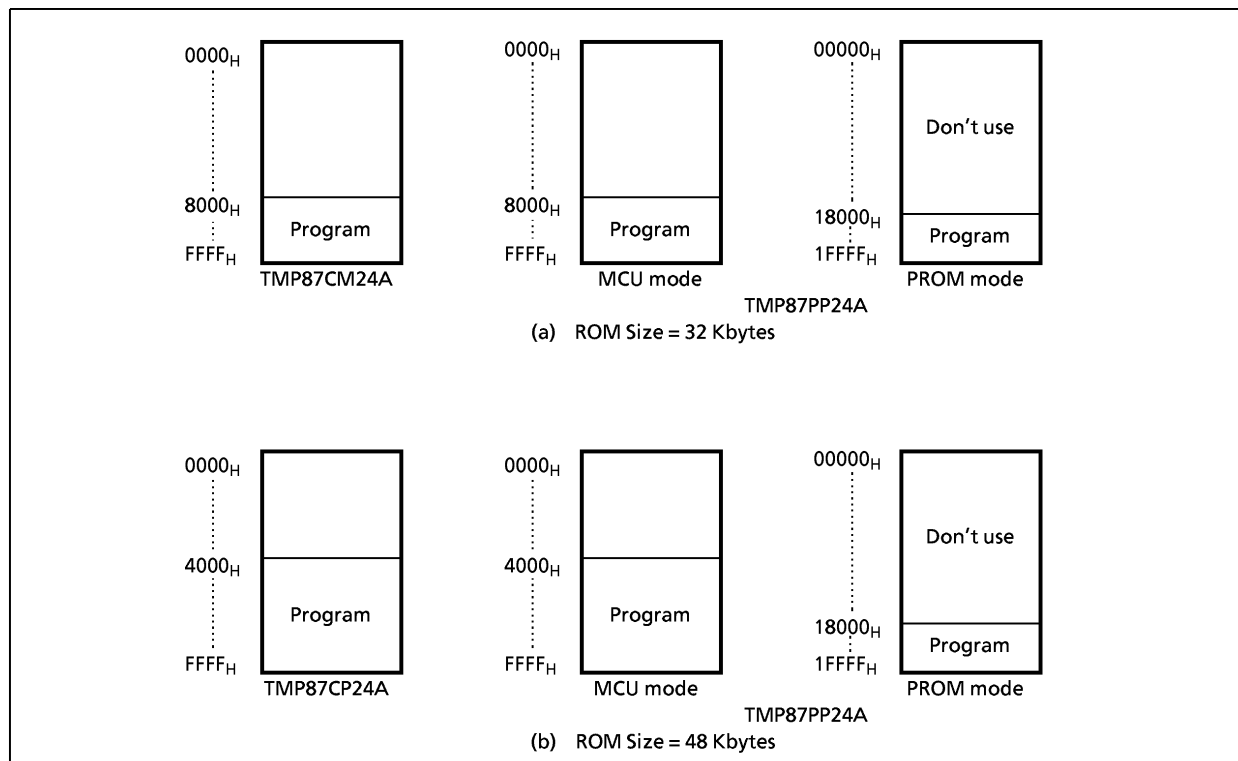 0000H 0000H 00000H
Don't use
8000H 8000H 18000H
Program Program Program
FFFFH FFFFH 1FFFFH
TMP87CM24A MCU mode PROM mode
TMP87PP24A
(a) ROM Size = 32 Kbytes
0000H 0000H 00000H
Don't use
4000H 4000H
Program Program 18000H
Program
FFFFH FFFFH 1FFFFH
TMP87CP24A MCU mode PROM mode
TMP87PP24A
(b) ROM Size = 48 Kbytes